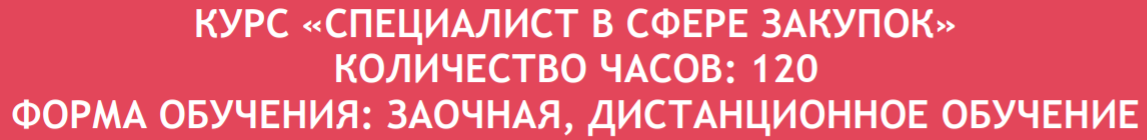 КУРС «СПЕЦИАЛИСТ В СФЕРЕ ЗАКУПОК»
КОЛИЧЕСТВО ЧАСОВ: 120
ФОРМА ОБУЧЕНИЯ: ЗАОЧНАЯ, ДИСТАНЦИОННОЕ ОБУЧЕНИЕ